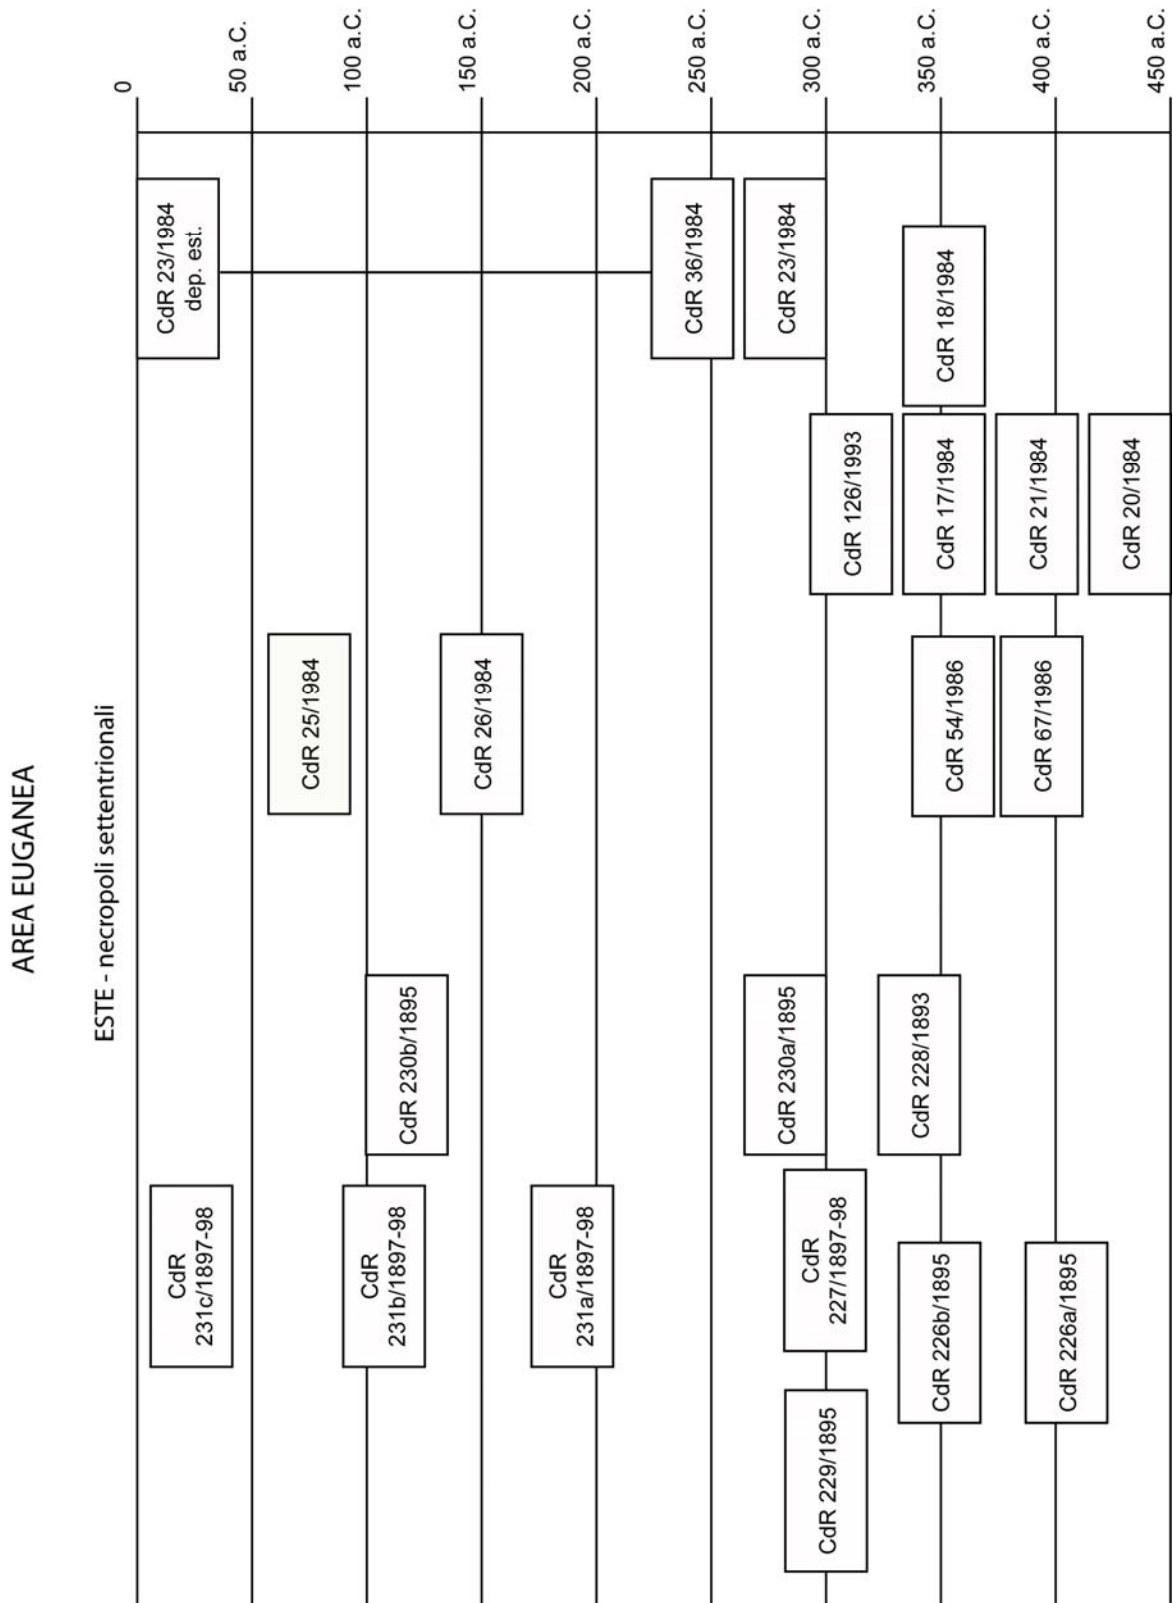 AREA EUGANEA
ESTE - necropoli settentrionali
0
CdR
231c/1897-98
CdR 23/1984
dep. est.
50 a.C.
CdR 25/1984
100 a.C.
CdR
231b/1897-98
CdR 230b/1895
150 a.C.
CdR 26/1984
200 a.C.
CdR
231a/1897-98
250 a.C.
CdR 36/1984
300 a.C.
CdR 229/1895
CdR
227/1897-98
CdR 230a/1895
CdR 23/1984
CdR 126/1993
350 a.C.
CdR 226b/1895
CdR 228/1893
CdR 54/1986
CdR 17/1984
CdR 18/1984
400 a.C.
CdR 226a/1895
CdR 67/1986
CdR 21/1984
CdR 20/1984
450 a.C.